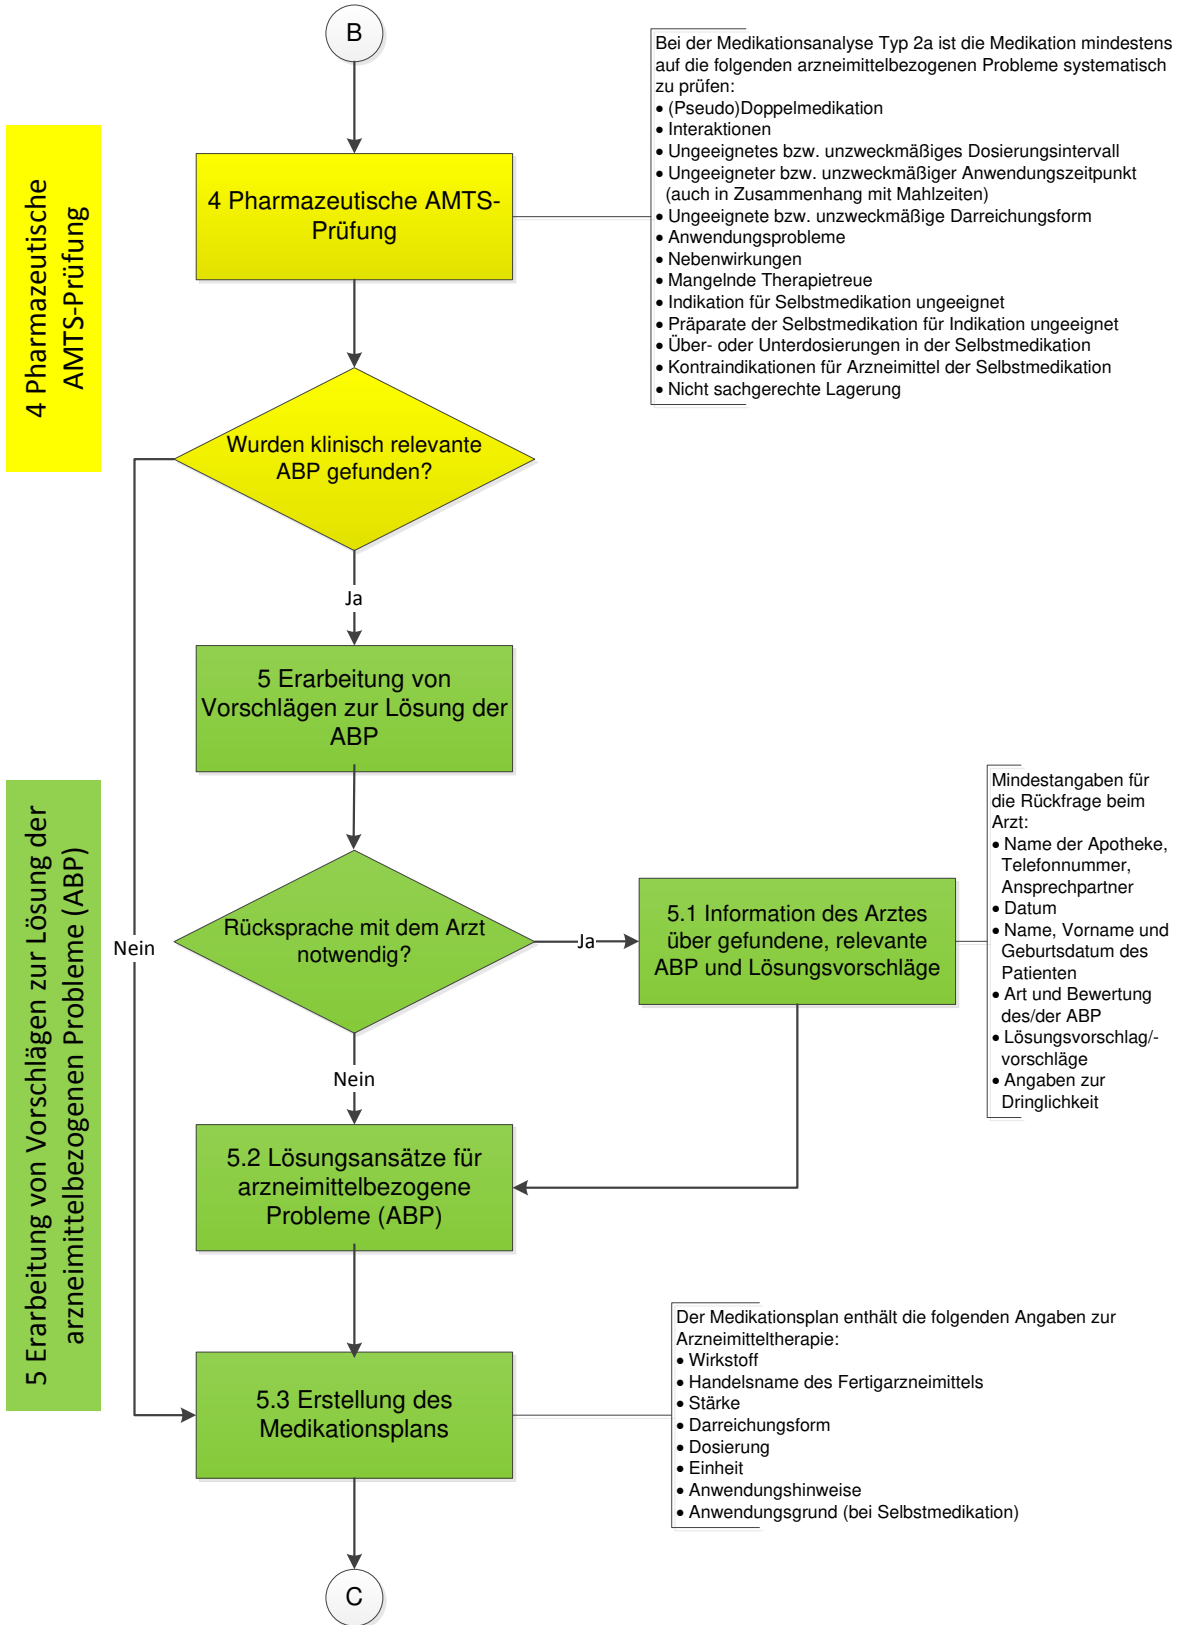 B
Bei der Medikationsanalyse Typ 2a ist die Medikation mindestens
auf die folgenden arzneimittelbezogenen Probleme systematisch
zu prüfen:
• (Pseudo)Doppelmedikation
• Interaktionen
• Ungeeignetes bzw. unzweckmäßiges Dosierungsintervall
• Ungeeigneter bzw. unzweckmäßiger Anwendungszeitpunkt
(auch in Zusammenhang mit Mahlzeiten)
• Ungeeignete bzw. unzweckmäßige Darreichungsform
• Anwendungsprobleme
• Nebenwirkungen
• Mangelnde Therapietreue
• Indikation für Selbstmedikation ungeeignet
• Präparate der Selbstmedikation für Indikation ungeeignet
• Über- oder Unterdosierungen in der Selbstmedikation
• Kontraindikationen für Arzneimittel der Selbstmedikation
• Nicht sachgerechte Lagerung
4 Pharmazeutische
AMTS-Prüfung
4 Pharmazeutische AMTS-
Prüfung
Wurden klinisch relevante
ABP gefunden?
Ja
5 Erarbeitung von
Vorschlägen zur Lösung der
ABP
5 Erarbeitung von Vorschlägen zur Lösung der
arzneimittelbezogenen Probleme (ABP)
Nein
Rücksprache mit dem Arzt
notwendig?
Ja
5.1 Information des Arztes
über gefundene, relevante
ABP und Lösungsvorschläge
Mindestangaben für
die Rückfrage beim
Arzt:
• Name der Apotheke,
Telefonnummer,
Ansprechpartner
• Datum
• Name, Vorname und
Geburtsdatum des
Patienten
• Art und Bewertung
des/der ABP
• Lösungsvorschlag/-
vorschläge
• Angaben zur
Dringlichkeit
Nein
5.2 Lösungsansätze für
arzneimittelbezogene
Probleme (ABP)
5.3 Erstellung des
Medikationsplans
Der Medikationsplan enthält die folgenden Angaben zur
Arzneimitteltherapie:
• Wirkstoff
• Handelsname des Fertigarzneimittels
• Stärke
• Darreichungsform
• Dosierung
• Einheit
• Anwendungshinweise
• Anwendungsgrund (bei Selbstmedikation)
C